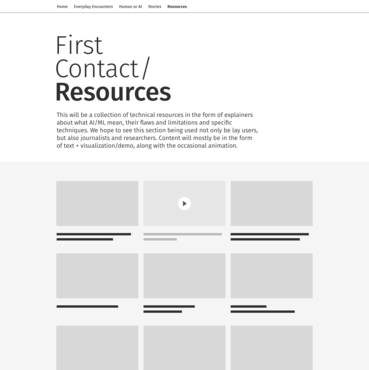 Home Everyday Encounters Human or AI Stories Resources
First
Contact/
Resources
This will be a collection of technical resources in the form of explainers
about what AI/ML mean, their flaws and limitations and specific
techniques. We hope to see this section being used not only be lay users,
but also journalists and researchers. Content will mostly be in the form
of text + visualization/demo, along with the occasional animation.